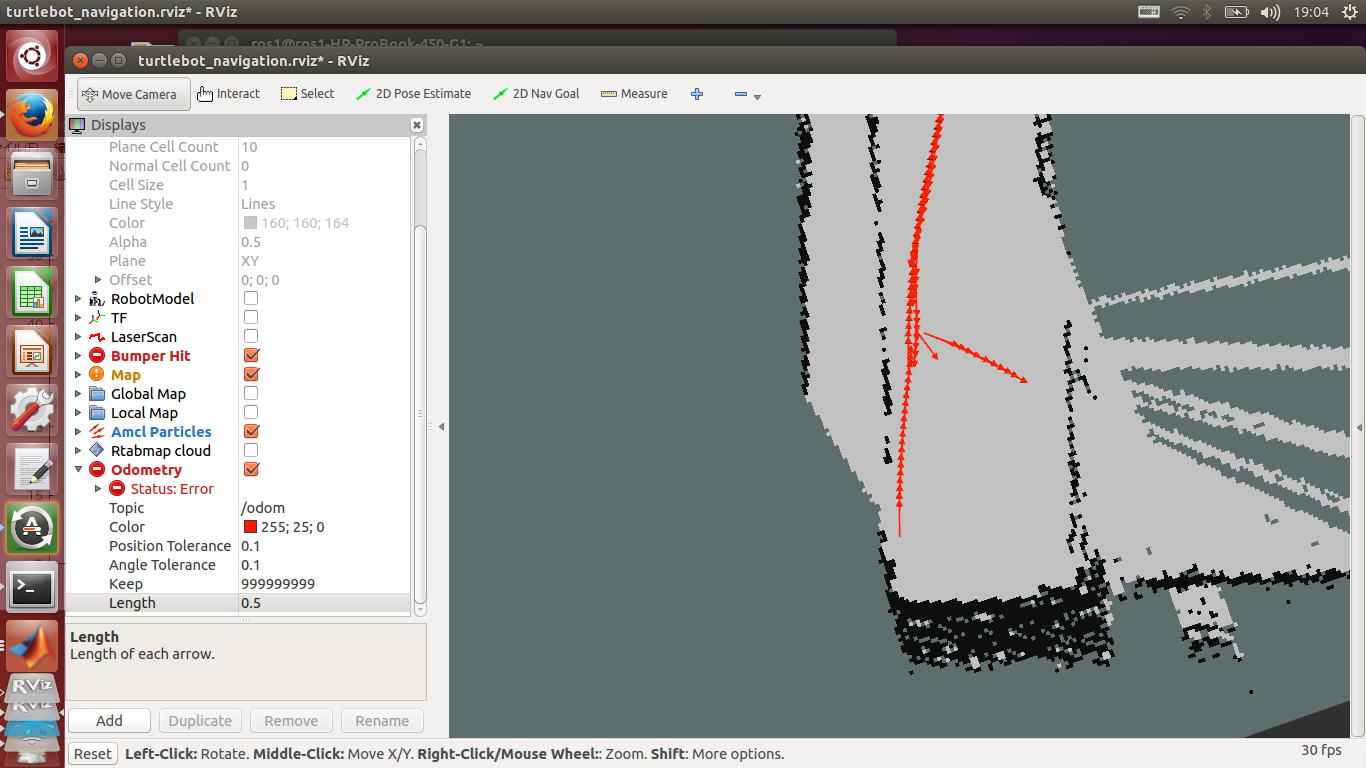 turtlebot_navigation.rviz* - RViz
19:04
ros1@ros1-HP-ProBook-450-G1: ~
turtlebot_navigation.rviz* - RViz
Move Camera Interact Select 2D Pose Estimate 2D Nav Goal Measure
Displays
Plane Cell Count 10
Normal Cell Count 0
Cell Size 1
Line Style Lines
Color 160; 160; 164
Alpha 0.5
Plane XY
Offset 0; 0; 0
RobotModel
TF
LaserScan
Bumper Hit
Map
Global Map
Local Map
Amcl Particles
Rtabmap cloud
Odometry
Status: Error
Topic /odom
Color 255; 25; 0
Position Tolerance 0.1
Angle Tolerance 0.1
Keep 999999999
Length 0.5
Length
Length of each arrow.
Add Duplicate Remove Rename
Reset Left-Click: Rotate. Middle-Click: Move X/Y. Right-Click/Mouse Wheel:: Zoom. Shift: More options. 30 fps
RViz